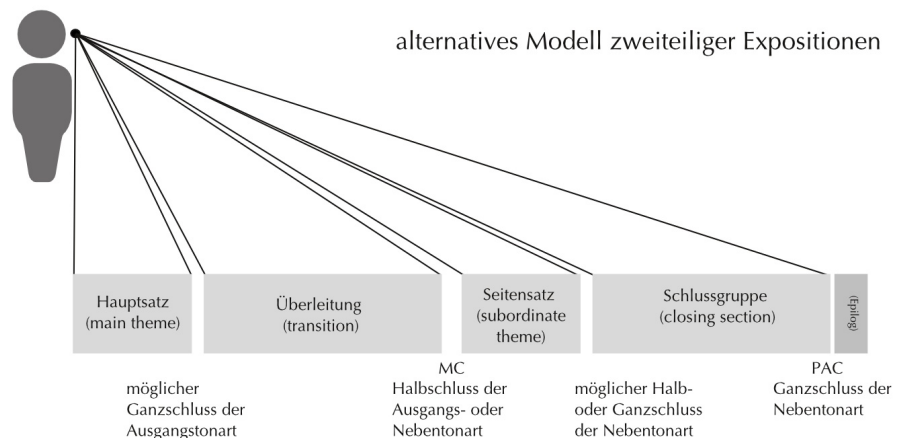 alternatives Modell zweiteiliger Expositionen
Hauptsatz
(main theme)
Überleitung
(transition)
Seitensatz
(subordinate
theme)
Schlussgruppe
(closing section)
(Epilog)
möglicher
Ganzschluss der
Ausgangstonart
MC
Halbschluss der
Ausgangs- oder
Nebentonart
möglicher Halb-
oder Ganzschluss
der Nebentonart
PAC
Ganzschluss der
Nebentonart